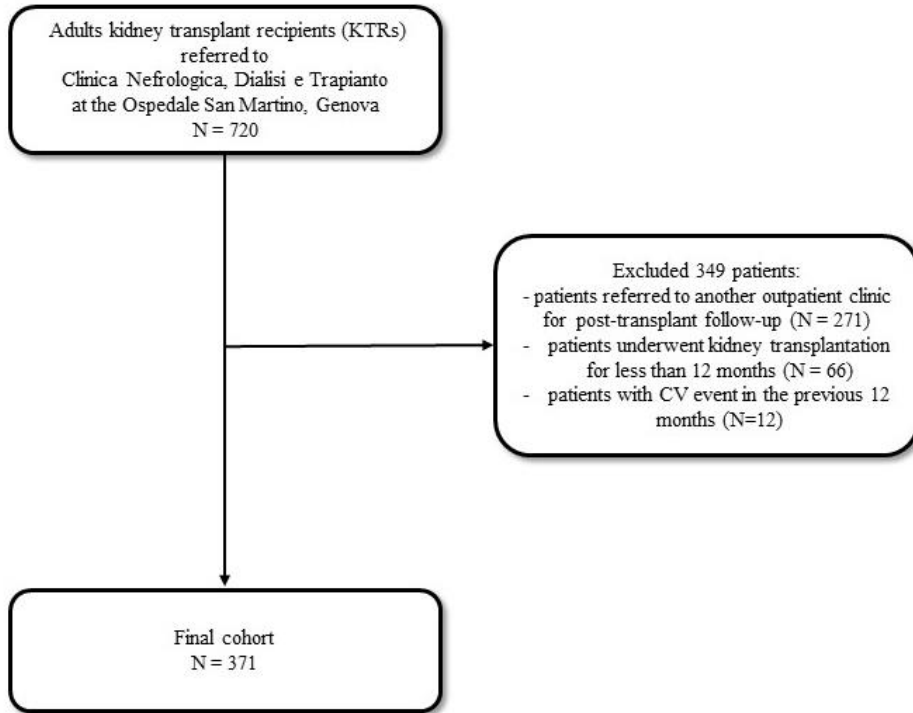 Adults kidney transplant recipients (KTRs)
referred to
Clinica Nefrologica, Dialisi e Trapianto
at the Ospedale San Martino, Genova
N = 720
Excluded 349 patients:
- patients referred to another outpatient clinic
for post-transplant follow-up (N = 271)
- patients underwent kidney transplantation
for less than 12 months (N = 66)
- patients with CV event in the previous 12
months (N=12)
Final cohort
N = 371